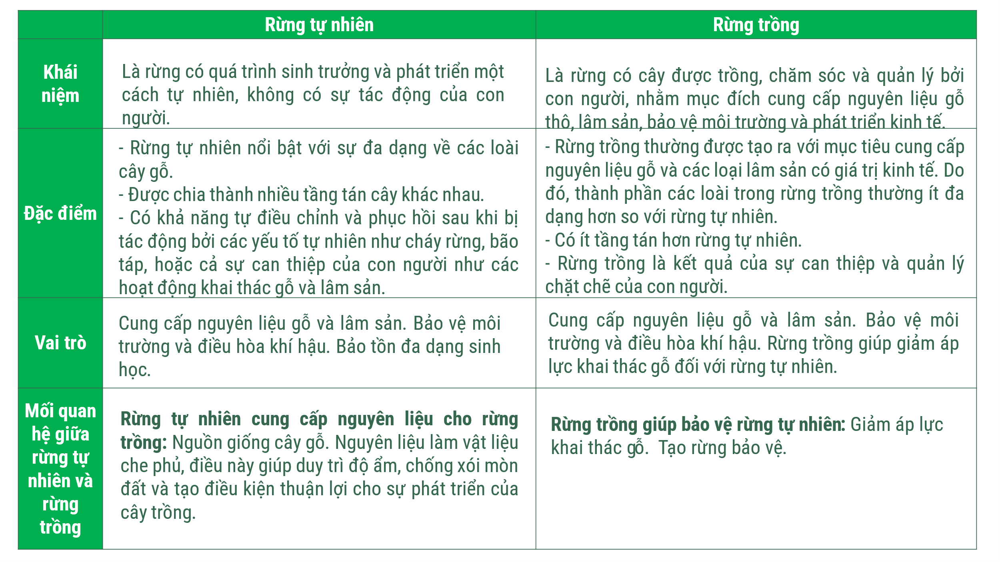 Rừng tự nhiên
Rừng trồng
Khái
niệm
Là rừng có quá trình sinh trưởng và phát triển một
cách tự nhiên, không có sự tác động của con
người.
Là rừng có cây được trồng, chăm sóc và quản lý bởi
con người, nhằm mục đích cung cấp nguyên liệu gỗ
thô, lâm sản, bảo vệ môi trường và phát triển kinh tế.
Đặc điểm
- Rừng tự nhiên nổi bật với sự đa dạng về các loài
cây gỗ.
- Được chia thành nhiều tầng tán cây khác nhau.
- Có khả năng tự điều chỉnh và phục hồi sau khi bị
tác động bởi các yếu tố tự nhiên như cháy rừng, bão
táp, hoặc cả sự can thiệp của con người như các
hoạt động khai thác gỗ và lâm sản.
- Rừng trồng thường được tạo ra với mục tiêu cung cấp
nguyên liệu gỗ và các loại lâm sản có giá trị kinh tế. Do
đó, thành phần các loài trong rừng trồng thường ít đa
dạng hơn so với rừng tự nhiên.
- Có ít tầng tán hơn rừng tự nhiên.
- Rừng trồng là kết quả của sự can thiệp và quản lý
chặt chẽ của con người.
Vai trò
Cung cấp nguyên liệu gỗ và lâm sản. Bảo vệ môi
trường và điều hòa khí hậu. Bảo tồn đa dạng sinh
học.
Cung cấp nguyên liệu gỗ và lâm sản. Bảo vệ môi
trường và điều hòa khí hậu. Rừng trồng giúp giảm áp
lực khai thác gỗ đối với rừng tự nhiên.
Mối quan
hệ giữa
rừng tự
nhiên và
rừng
trồng
Rừng tự nhiên cung cấp nguyên liệu cho rừng
trồng: Nguồn giống cây gỗ. Nguyên liệu làm vật liệu
che phủ, điều này giúp duy trì độ ẩm, chống xói mòn
đất và tạo điều kiện thuận lợi cho sự phát triển của
cây trồng.
Rừng trồng giúp bảo vệ rừng tự nhiên: Giảm áp lực
khai thác gỗ. Tạo rừng bảo vệ.